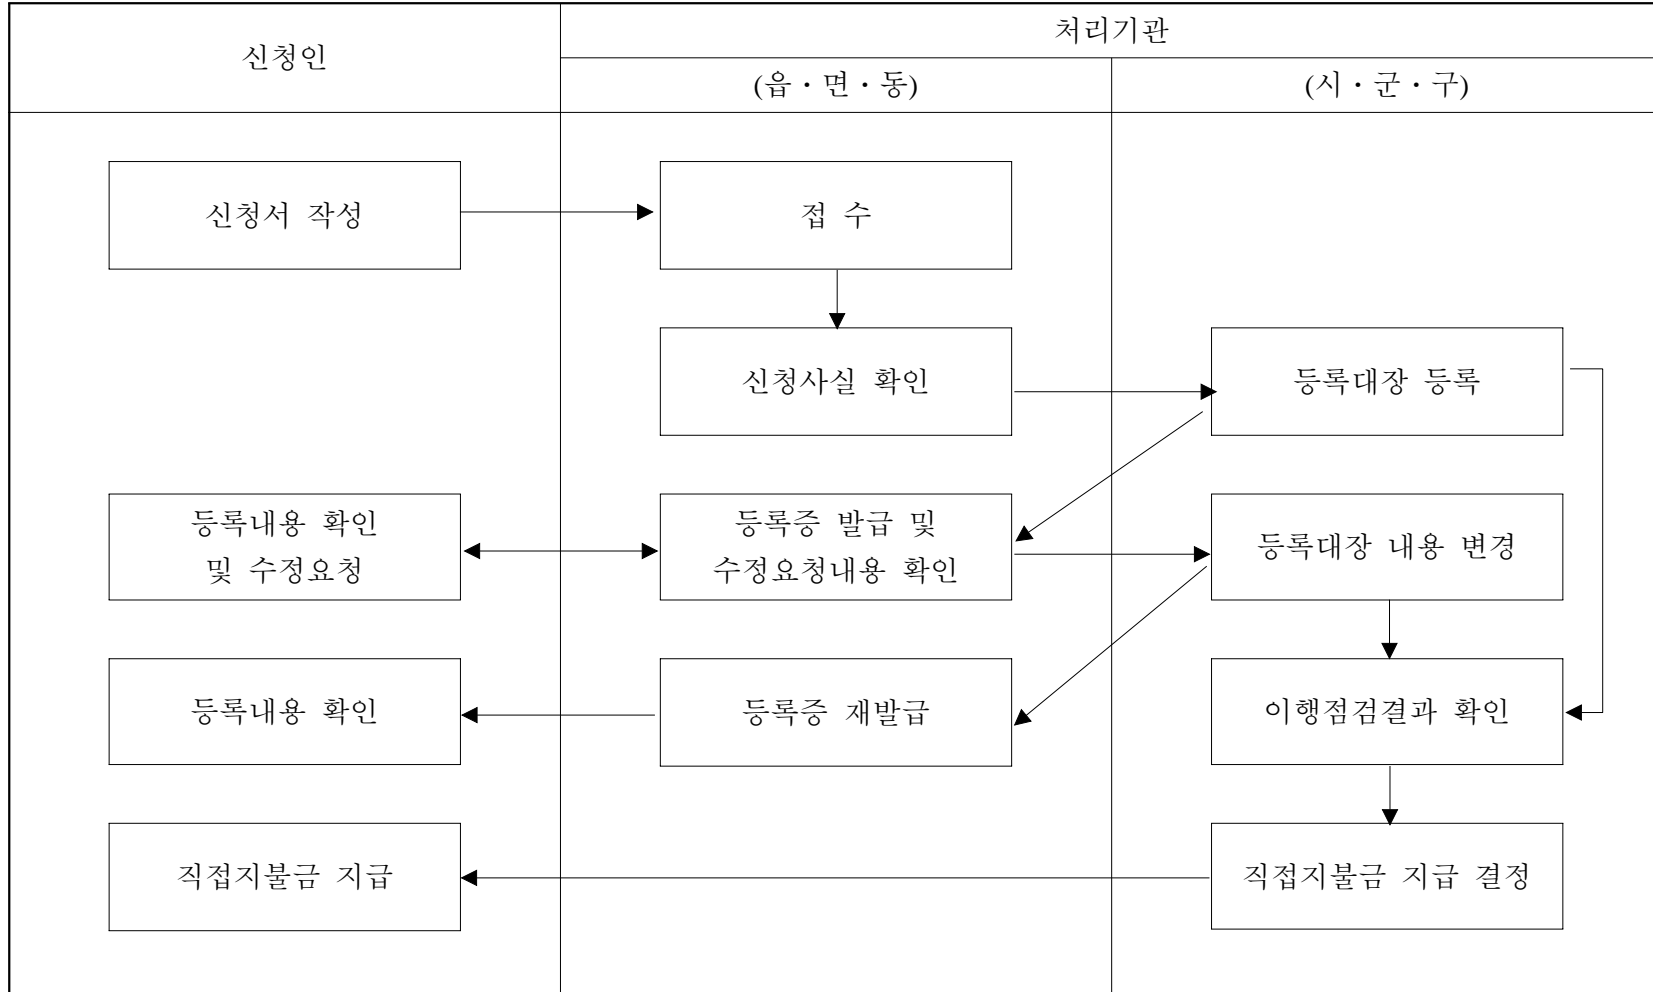 신청인
처리기관
(읍·면·동)
(시·군·구)
신청서 작성
접 수
신청사실 확인
등록대장 등록
등록내용 확인
및 수정요청
등록증 발급 및
수정요청내용 확인
등록대장 내용 변경
등록내용 확인
등록증 재발급
이행점검결과 확인
직접지불금 지급
직접지불금 지급 결정